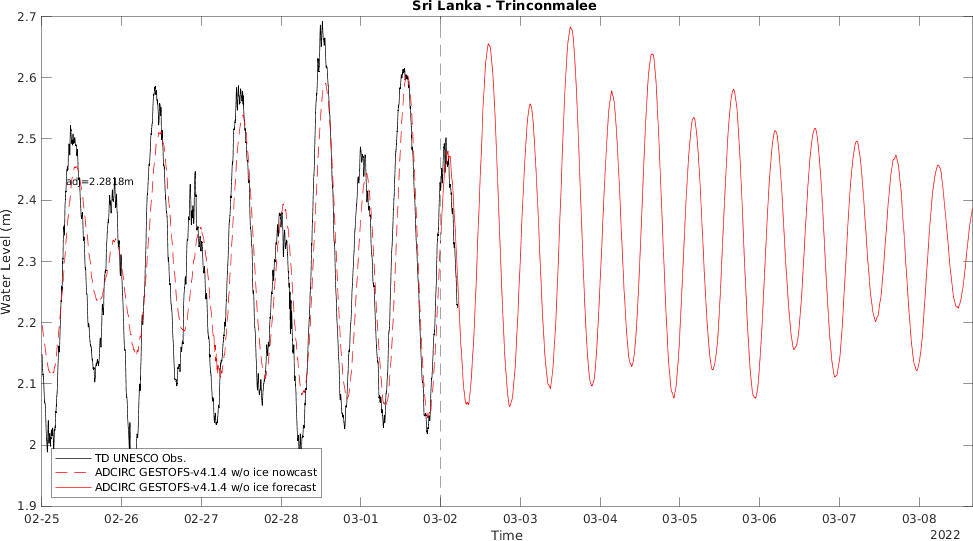 Sri Lanka - Trinconmalee
2.7
2.6
2.5
2.4
2.3
2.2
2.1
2
1.9
Water Level (m)
adj=2.2818m
TD UNESCO Obs.
ADCIRC GESTOFS-v4.1.4 w/o ice nowcast
ADCIRC GESTOFS-v4.1.4 w/o ice forecast
02-25 02-26 02-27 02-28 03-01 03-02 03-03 03-04 03-05 03-06 03-07 03-08
2022
Time